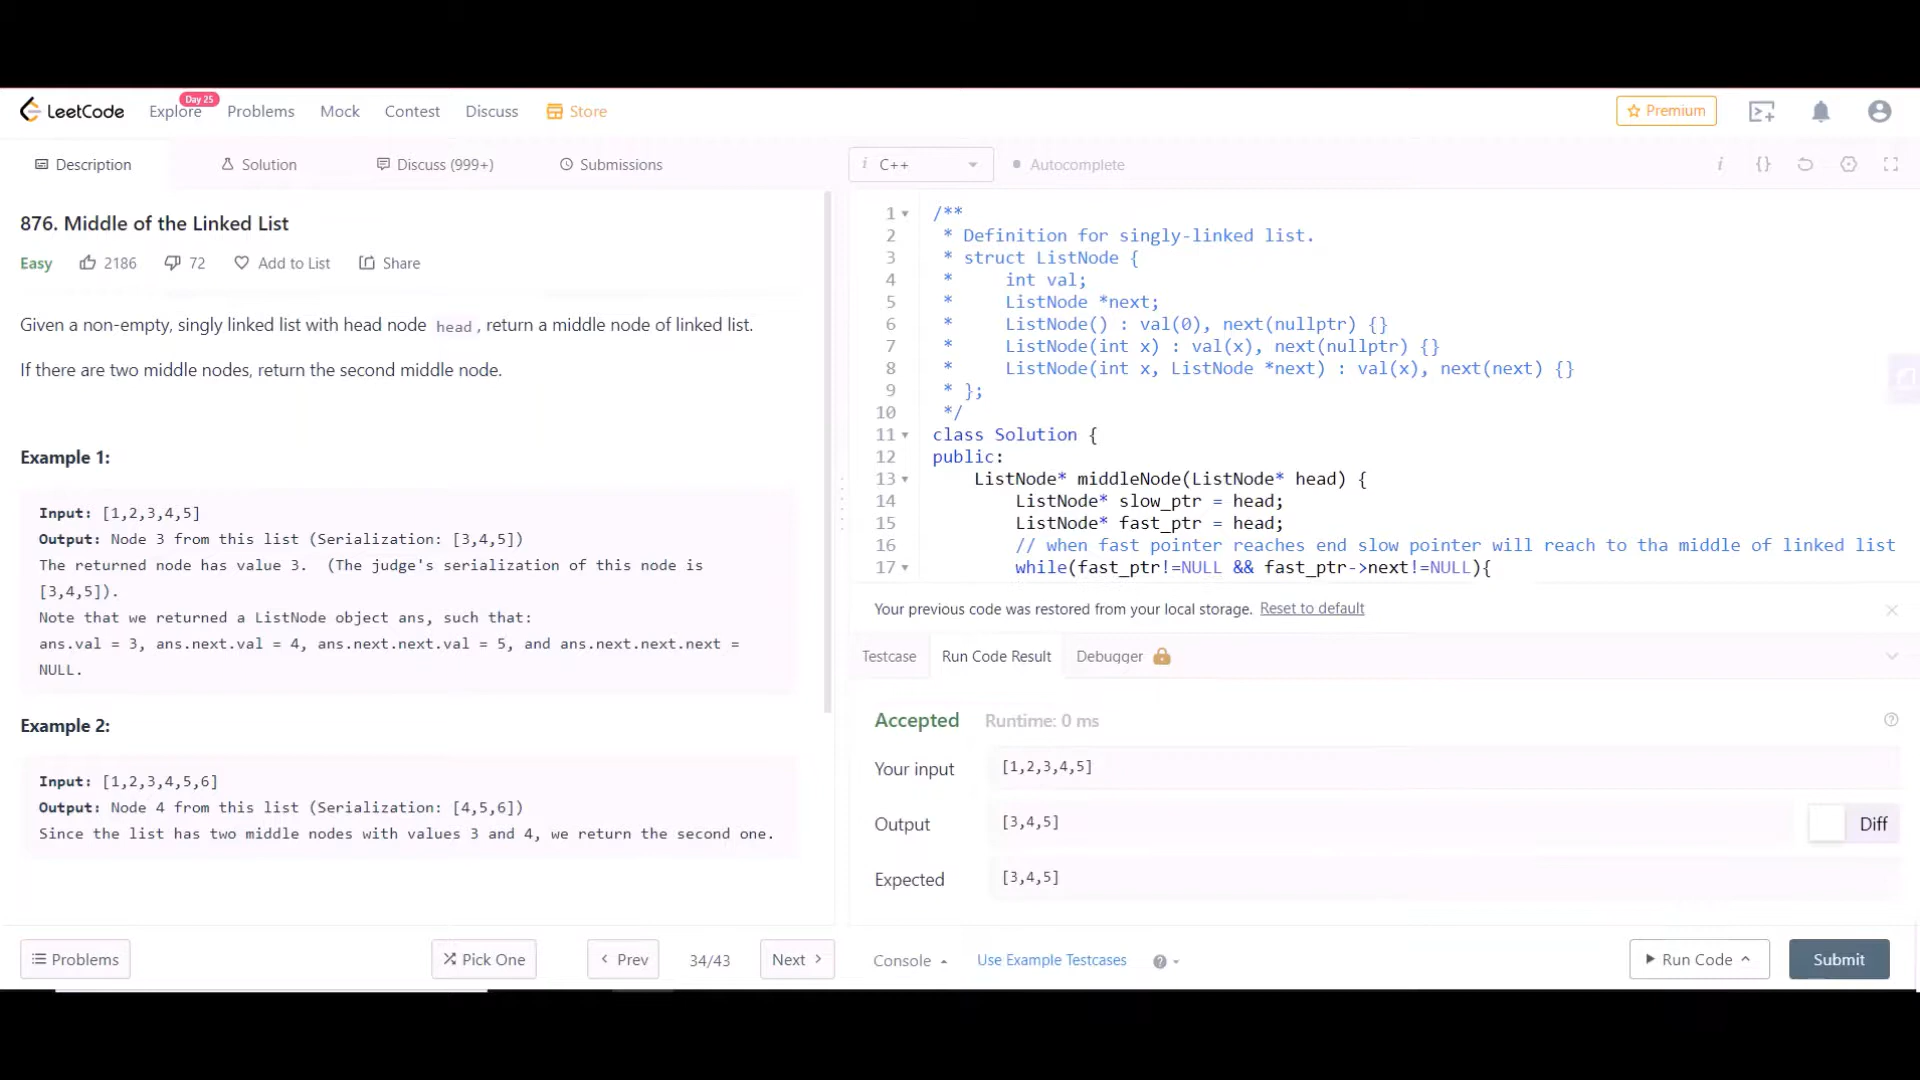 LeetCode
Explore
Day 25
Problems
Mock
Contest
Discuss
Store
Premium
Description
Solution
Discuss (999+)
Submissions
876. Middle of the Linked List
Easy
2186
72
Add to List
Share
Given a non-empty, singly linked list with head node head, return a middle node of linked list.
If there are two middle nodes, return the second middle node.
Example 1:
Input: [1,2,3,4,5]
Output: Node 3 from this list (Serialization: [3,4,5])
The returned node has value 3.  (The judge's serialization of this node is
[3,4,5]).
Note that we returned a ListNode object ans, such that:
ans.val = 3, ans.next.val = 4, ans.next.next.val = 5, and ans.next.next.next =
NULL.
Example 2:
Input: [1,2,3,4,5,6]
Output: Node 4 from this list (Serialization: [4,5,6])
Since the list has two middle nodes with values 3 and 4, we return the second one.
Problems
Pick One
Prev
34/43
Next
i C++
Autocomplete
i
{}
1 /**
2  * Definition for singly-linked list.
3  * struct ListNode {
4  *     int val;
5  *     ListNode *next;
6  *     ListNode() : val(0), next(nullptr) {}
7  *     ListNode(int x) : val(x), next(nullptr) {}
8  *     ListNode(int x, ListNode *next) : val(x), next(next) {}
9  * };
10  */
11 class Solution {
12 public:
13     ListNode* middleNode(ListNode* head) {
14         ListNode* slow_ptr = head;
15         ListNode* fast_ptr = head;
16         // when fast pointer reaches end slow pointer will reach to tha middle of linked list
17         while(fast_ptr!=NULL && fast_ptr->next!=NULL){
Your previous code was restored from your local storage. Reset to default
Testcase
Run Code Result
Debugger
Accepted
Runtime: 0 ms
Your input
[1,2,3,4,5]
Output
[3,4,5]
Diff
Expected
[3,4,5]
Console
Use Example Testcases
Run Code
Submit